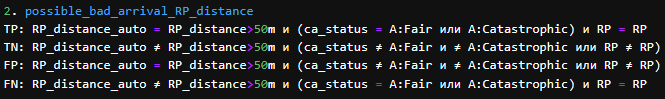 2. possible_bad_arrival_RP_distance
TP: RP_distance_auto = RP_distance>50m и (ca_status = A:Fair или A:Catastrophic) и RP = RP
TN: RP_distance_auto ≠ RP_distance>50m и (ca_status ≠ A:Fair и ≠ A:Catastrophic или RP ≠ RP)
FP: RP_distance_auto = RP_distance>50m и (ca_status ≠ A:Fair и ≠ A:Catastrophic или RP ≠ RP)
FN: RP_distance_auto ≠ RP_distance>50m и (ca_status = A:Fair или A:Catastrophic) и RP = RP